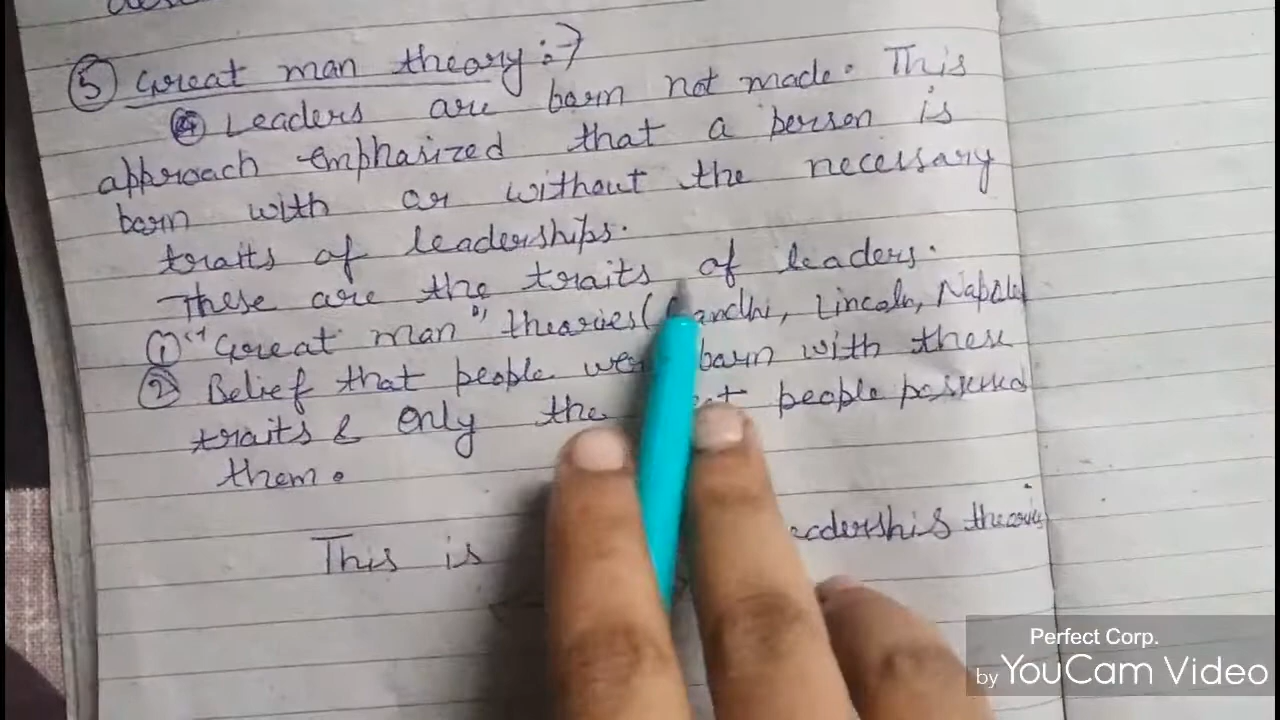 ⑤ Great man theory:→
④ Leaders are born not made. This
approach emphasized that a person is
born with or without the necessary
traits of leaderships.
These are the traits of leaders.
① "Great man", theories (Gandhi, Lincoln,
② Belief that people were born with these
traits & only the people possessed
them.
This is theories
Perfect Corp.
by YouCam Video